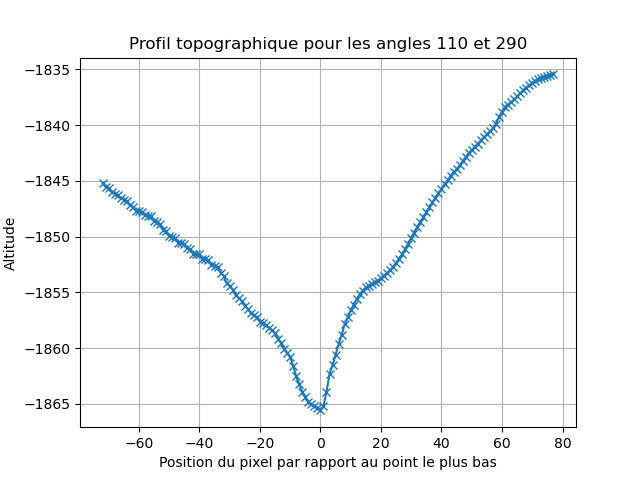 Profil topographique pour les angles 110 et 290
−1835
−1840
−1845
−1850
−1855
−1860
−1865
Altitude
−60 −40 −20 0 20 40 60 80
Position du pixel par rapport au point le plus bas